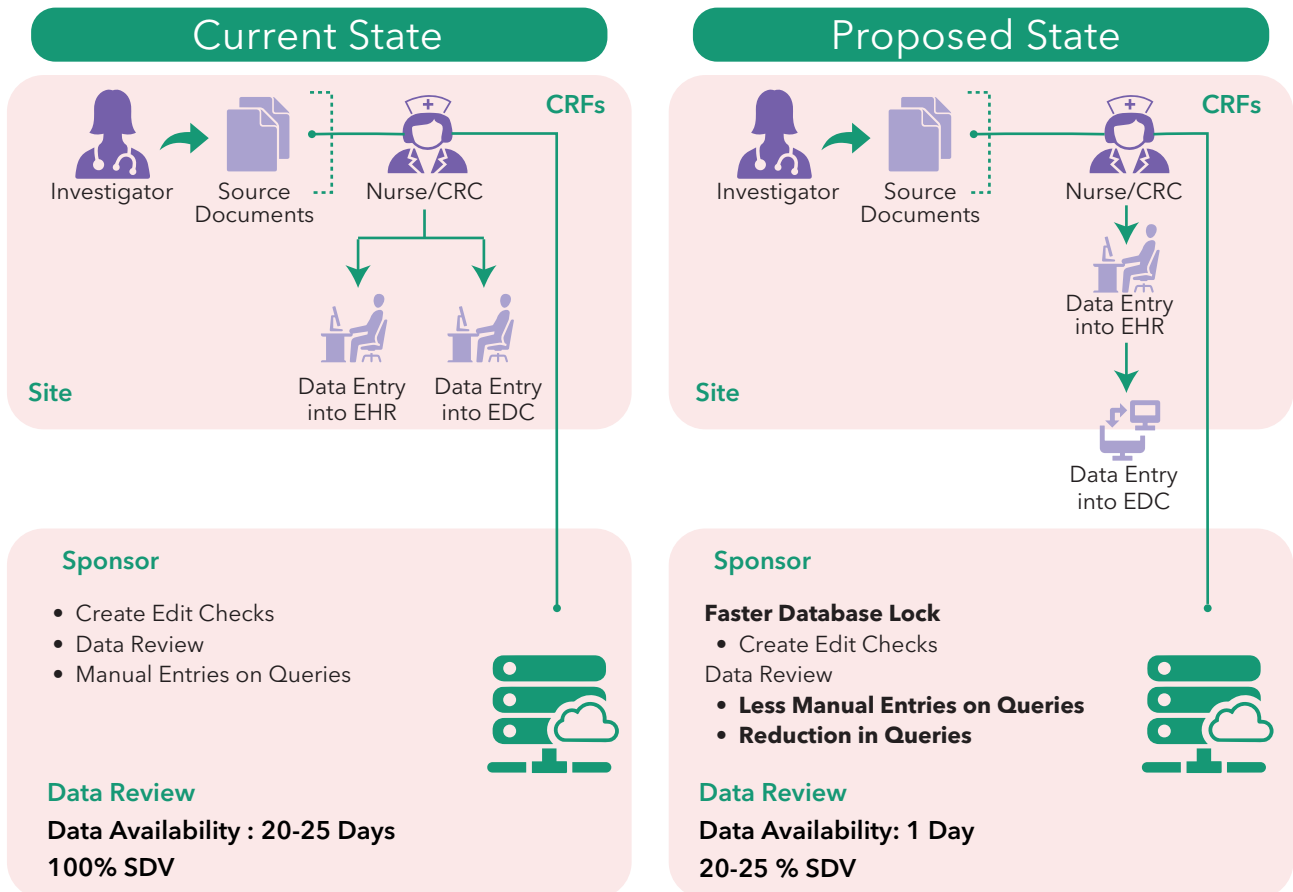 Current State
CRFs
Investigator
Source
Documents
Nurse/CRC
Data Entry
into EHR
Data Entry
into EDC
Site
Sponsor
• Create Edit Checks
• Data Review
• Manual Entries on Queries
Data Review
Data Availability : 20-25 Days
100% SDV
Proposed State
CRFs
Investigator
Source
Documents
Nurse/CRC
Data Entry
into EHR
Site
Data Entry
into EDC
Sponsor
Faster Database Lock
• Create Edit Checks
Data Review
• Less Manual Entries on Queries
• Reduction in Queries
Data Review
Data Availability: 1 Day
20-25 % SDV